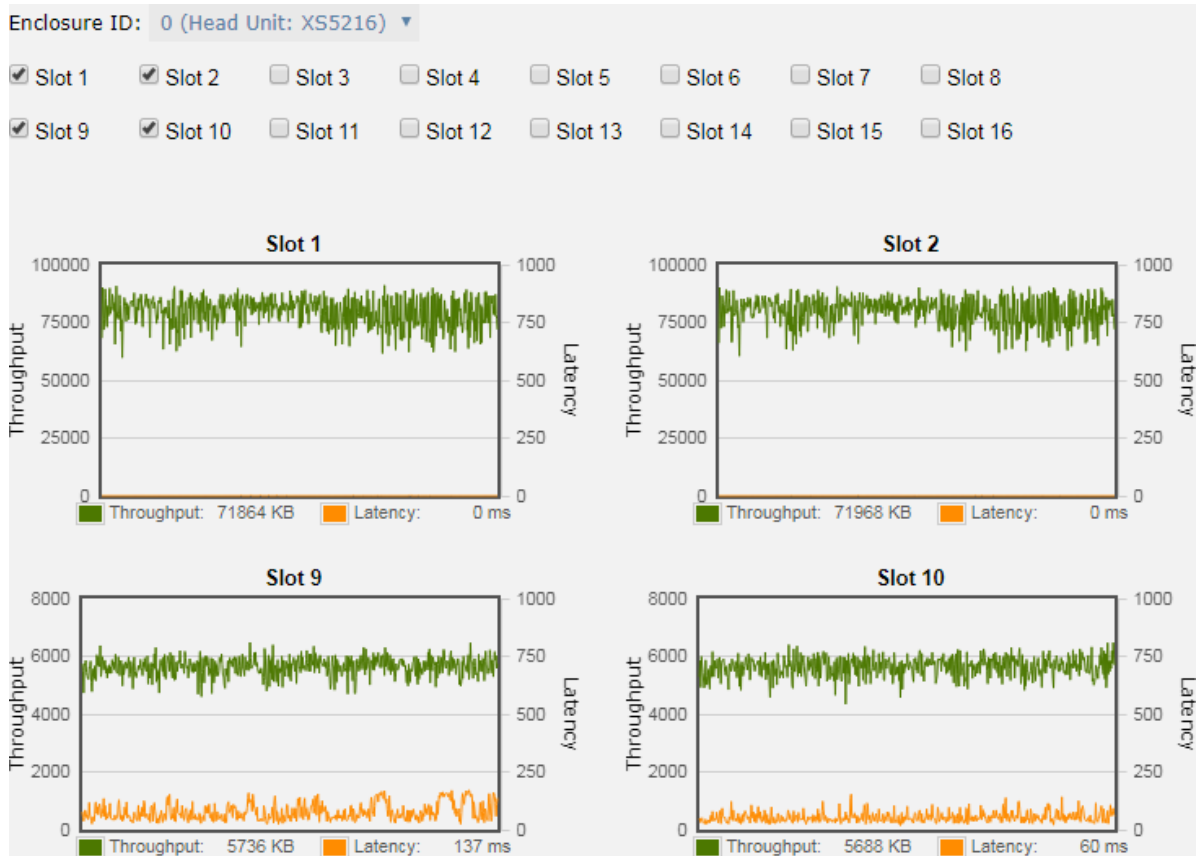 Enclosure ID: 0 (Head Unit: XS5216) ▼
Slot 1 Slot 2 Slot 3 Slot 4 Slot 5 Slot 6 Slot 7 Slot 8
Slot 9 Slot 10 Slot 11 Slot 12 Slot 13 Slot 14 Slot 15 Slot 16
Slot 1
100000 1000
75000 750
50000 500
25000 250
0 0
Throughput
Latency
Throughput: 71864 KB Latency: 0 ms
Slot 2
100000 1000
75000 750
50000 500
25000 250
0 0
Throughput
Latency
Throughput: 71968 KB Latency: 0 ms
Slot 9
8000 1000
6000 750
4000 500
2000 250
0 0
Throughput
Latency
Throughput: 5736 KB Latency: 137 ms
Slot 10
8000 1000
6000 750
4000 500
2000 250
0 0
Throughput
Latency
Throughput: 5688 KB Latency: 60 ms